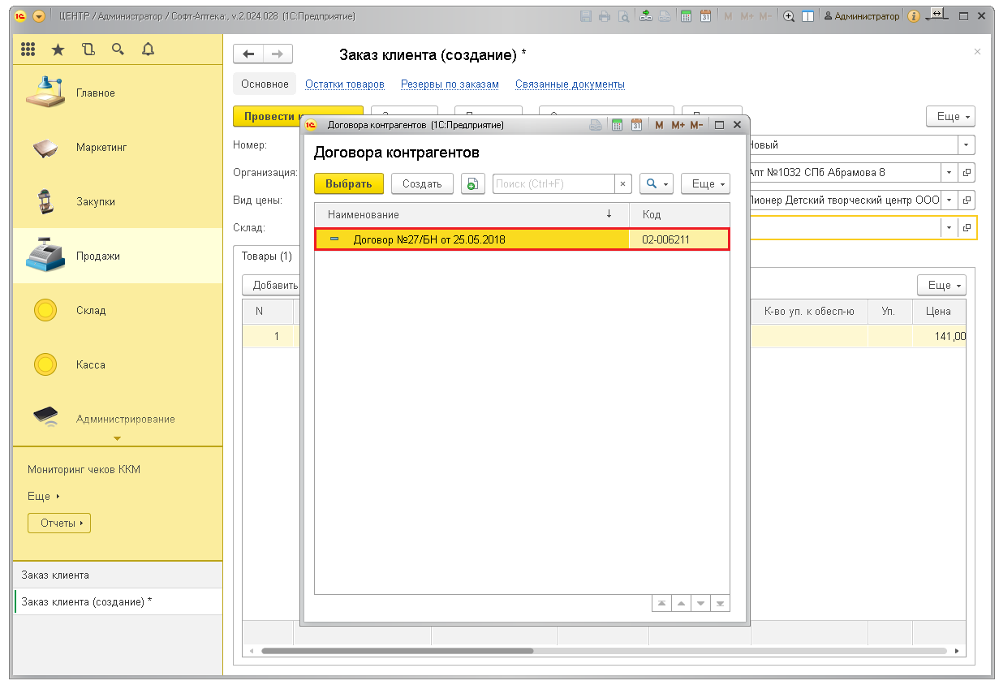 ЦЕНТР / Администратор / Софт-Аптека:, v.2.024.028 (1С:Предприятие)
M M+ M- Администратор
Заказ клиента (создание) *
Основное Остатки товаров Резервы по заказам Связанные документы
Главное
Маркетинг
Закупки
Продажи
Склад
Касса
Администрирование
Мониторинг чеков ККМ
Еще
Отчеты
Заказ клиента
Заказ клиента (создание) *
Провести Еще
Номер: Новый
Организация: Апт №1032 СПб Абрамова 8
Вид цены: Пионер Детский творческий центр ООО
Склад:
Товары (1)
Добавить Еще
N К-во уп. к обесп-ю Уп. Цена
1 141,00
Договора контрагентов (1С:Предприятие) M M+ M-
Договора контрагентов
Выбрать Создать Поиск (Ctrl+F) × Еще
Наименование ↓ Код
Договор №27/БН от 25.05.2018 02-006211